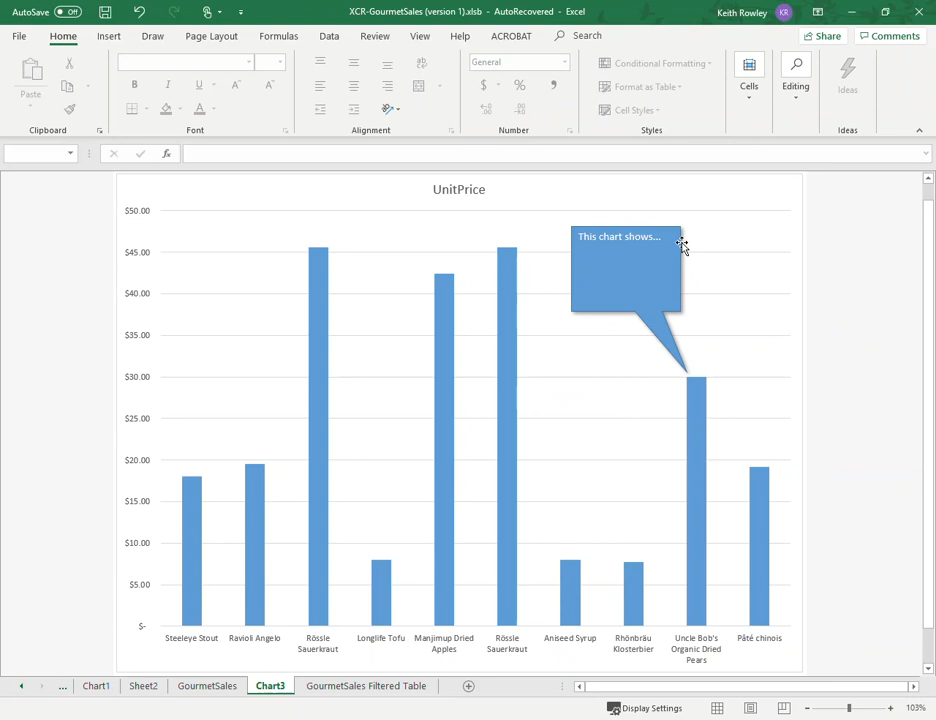 AutoSave Off XCR-GourmetSales (version 1).xlsb - AutoRecovered - Excel Keith Rowley KR
File Home Insert Draw Page Layout Formulas Data Review View Help ACROBAT Search Share Comments
Paste
B I U A A A ab General $ % Conditional Formatting Format as Table Cell Styles Cells Editing Ideas
Clipboard Font Alignment Number Styles Ideas
fx
UnitPrice
$50.00
This chart shows...
$45.00
$40.00
$35.00
$30.00
$25.00
$20.00
$15.00
$10.00
$5.00
$-
Steeleye Stout Ravioli Angelo Rössle Sauerkraut Longlife Tofu Manjimup Dried Apples Rössle Sauerkraut Aniseed Syrup Rhönbräu Klosterbier Uncle Bob's Organic Dried Pears Pâté chinois
... Chart1 Sheet2 GourmetSales Chart3 GourmetSales Filtered Table
Display Settings 103%